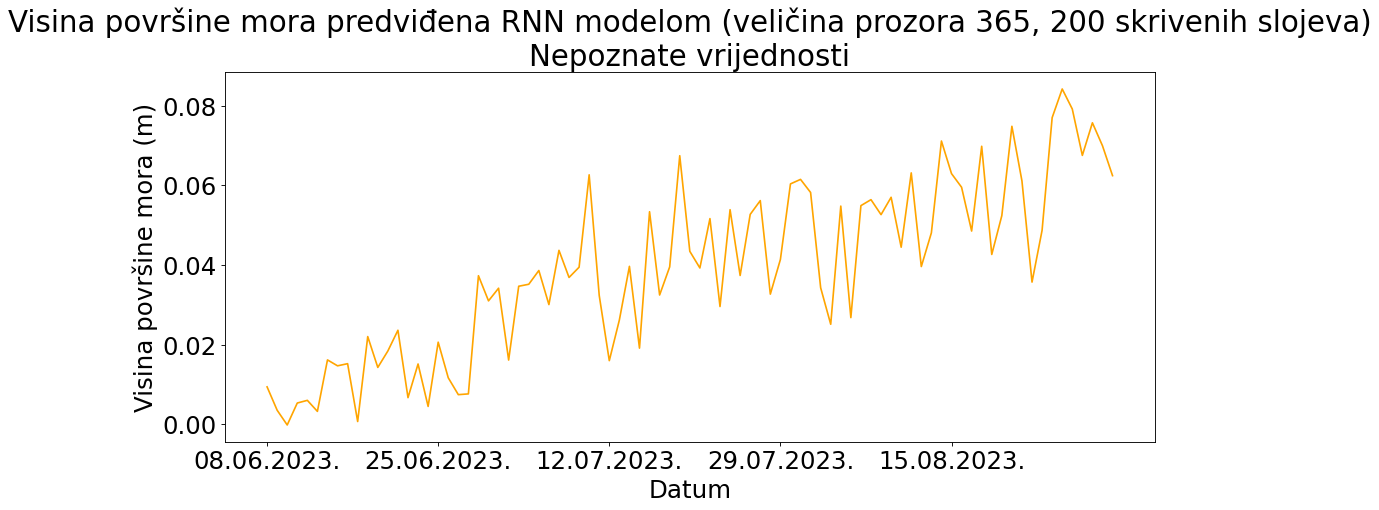 Visina površine mora predviđena RNN modelom (veličina prozora 365, 200 skrivenih slojeva)
Nepoznate vrijednosti
Visina površine mora (m)
0.08
0.06
0.04
0.02
0.00
08.06.2023. 25.06.2023. 12.07.2023. 29.07.2023. 15.08.2023.
Datum